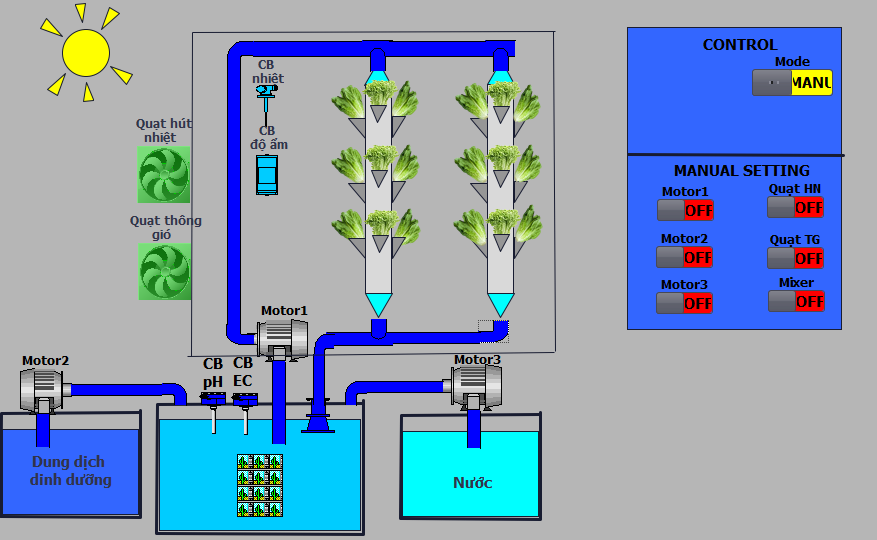 CONTROL
Mode
MANU
CB
nhiệt
CB
độ ẩm
Quạt hút
nhiệt
Quạt thông
gió
MANUAL SETTING
Motor1
OFF
Quạt HN
OFF
Motor2
OFF
Quạt TG
OFF
Motor3
OFF
Mixer
OFF
Motor1
Motor2
CB
pH
CB
EC
Motor3
Dung dịch
dinh dưỡng
Nước